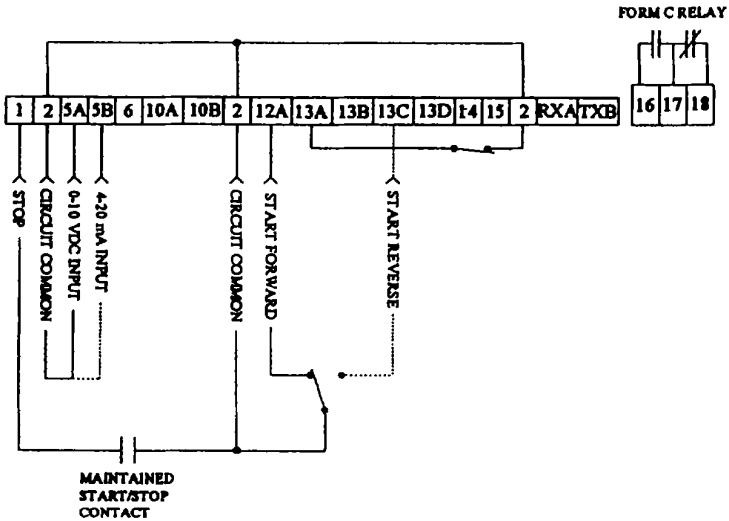 FORM C RELAY
1 2 5A 5B 6 10A 10B 2 12A 13A 13B 13C 13D 14 15 2 RXA TXB
16 17 18
STOP
CIRCUIT COMMON
0-10 VDC INPUT
4-20 mA INPUT
CIRCUIT COMMON
START FORWARD
START REVERSE
MAINTAINED
START/STOP
CONTACT